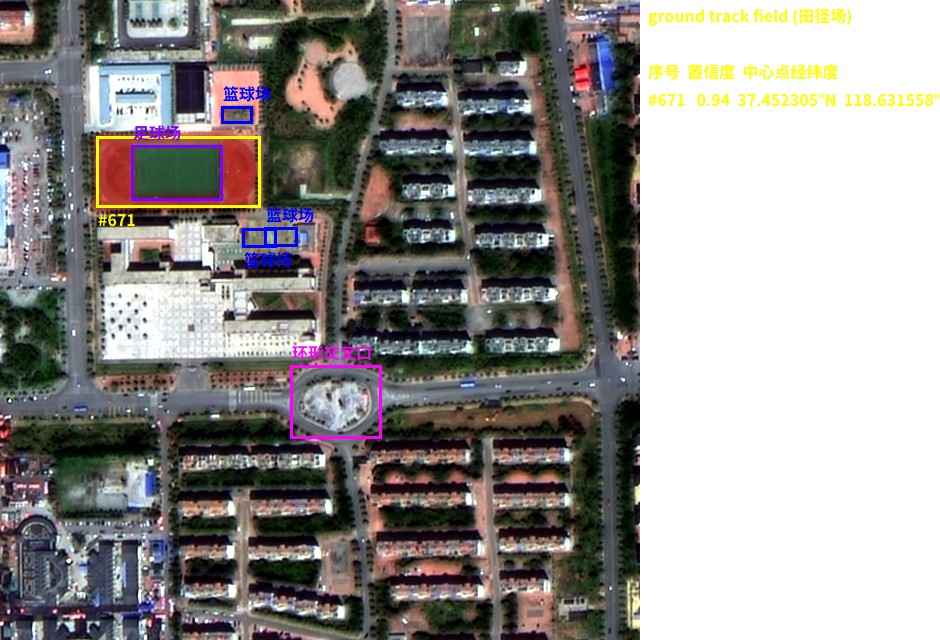 ground track field (田径场)
序号 置信度 中心点经纬度
#671 0.94 37.452305°N 118.631558°
篮球场
足球场
#671
篮球场
篮球场
环形交叉口